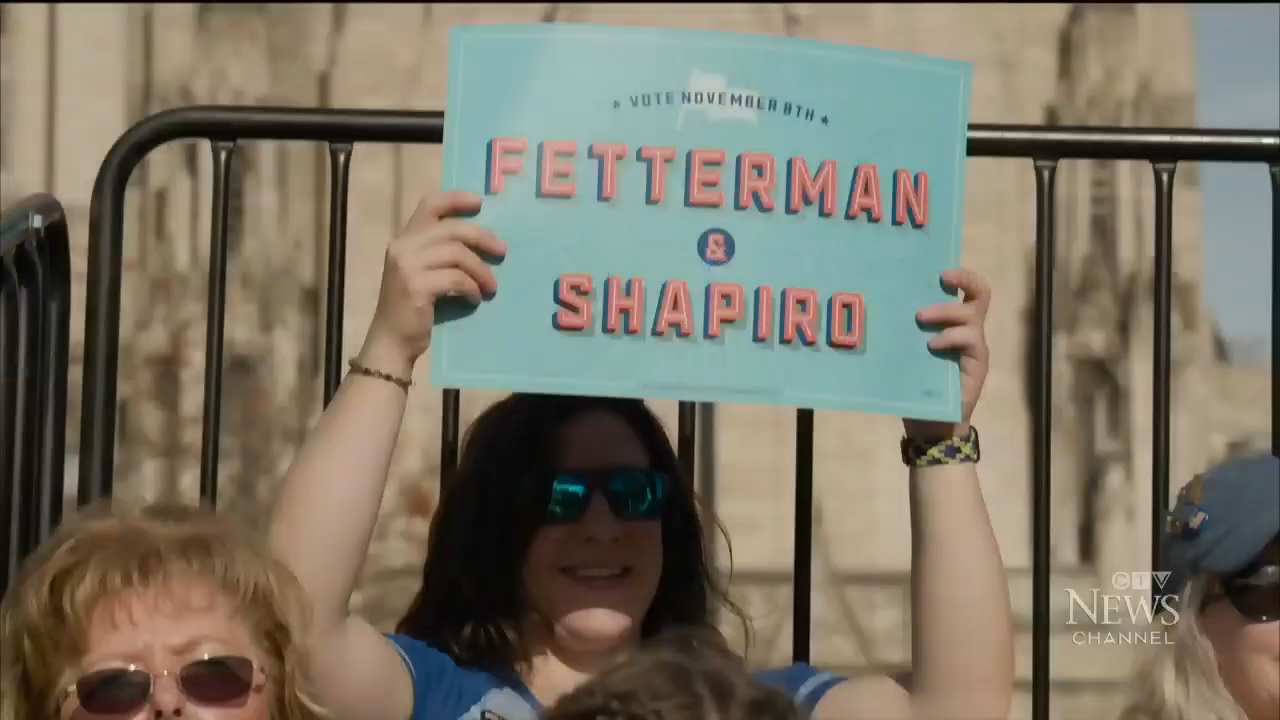 ★ VOTE NOVEMBER 8TH ★
FETTERMAN
&
SHAPIRO
CTV
NEWS
CHANNEL